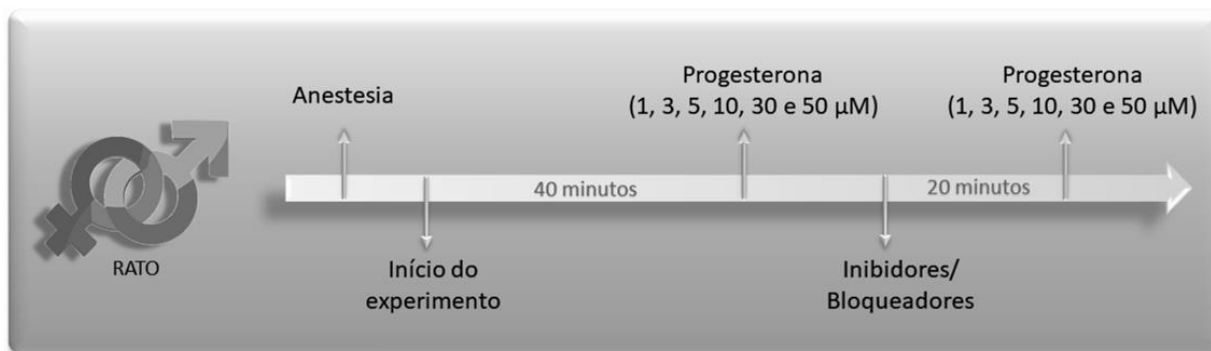 Anestesia
Progesterona
(1, 3, 5, 10, 30 e 50 µM)
Progesterona
(1, 3, 5, 10, 30 e 50 µM)
40 minutos
20 minutos
RATO
Início do
experimento
Inibidores/
Bloqueadores